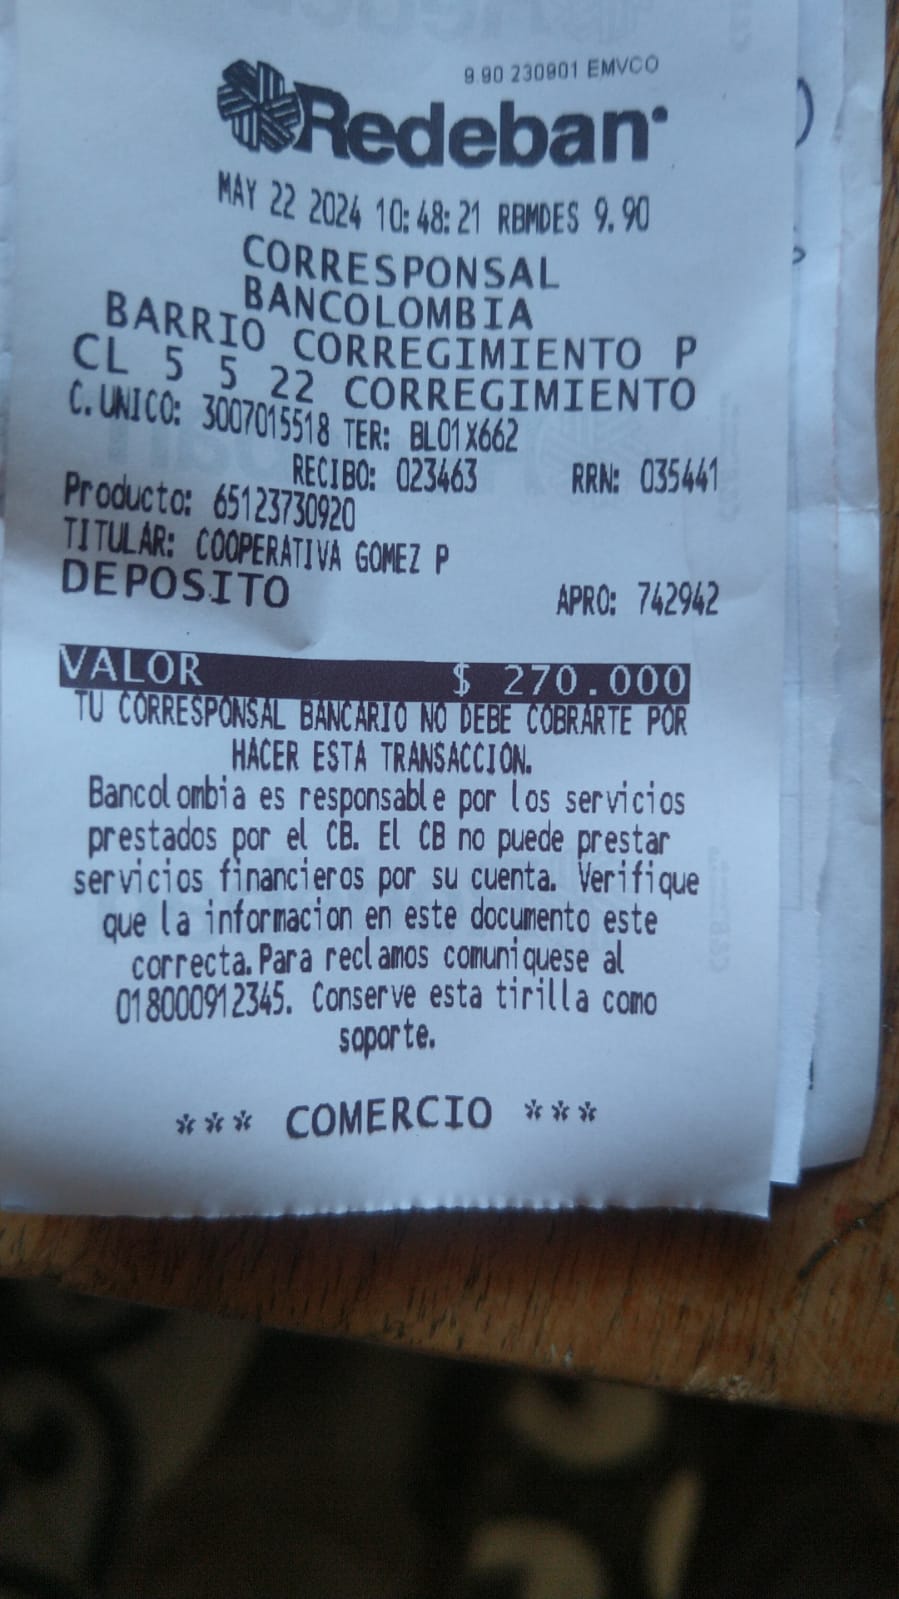 9.90 230901 EMVCO
Redeban
MAY 22 2024 10:48:21 RBMDES 9.90
CORRESPONSAL
BANCOLOMBIA
BARRIO CORREGIMIENTO P
CL 5 5 22 CORREGIMIENTO
C. UNICO: 3007015518 TER: BL01X662
RECIBO: 023463 RRN: 035441
Producto: 65123730920
TITULAR: COOPERATIVA GOMEZ P
DEPOSITO APRO: 742942
VALOR $ 270.000
TU CORRESPONSAL BANCARIO NO DEBE COBRARTE POR
HACER ESTA TRANSACCION.
Bancolombia es responsable por los servicios
prestados por el CB. El CB no puede prestar
servicios financieros por su cuenta. Verifique
que la informacion en este documento este
correcta. Para reclamos comuniquese al
018000912345. Conserve esta tirilla como
soporte.
*** COMERCIO ***